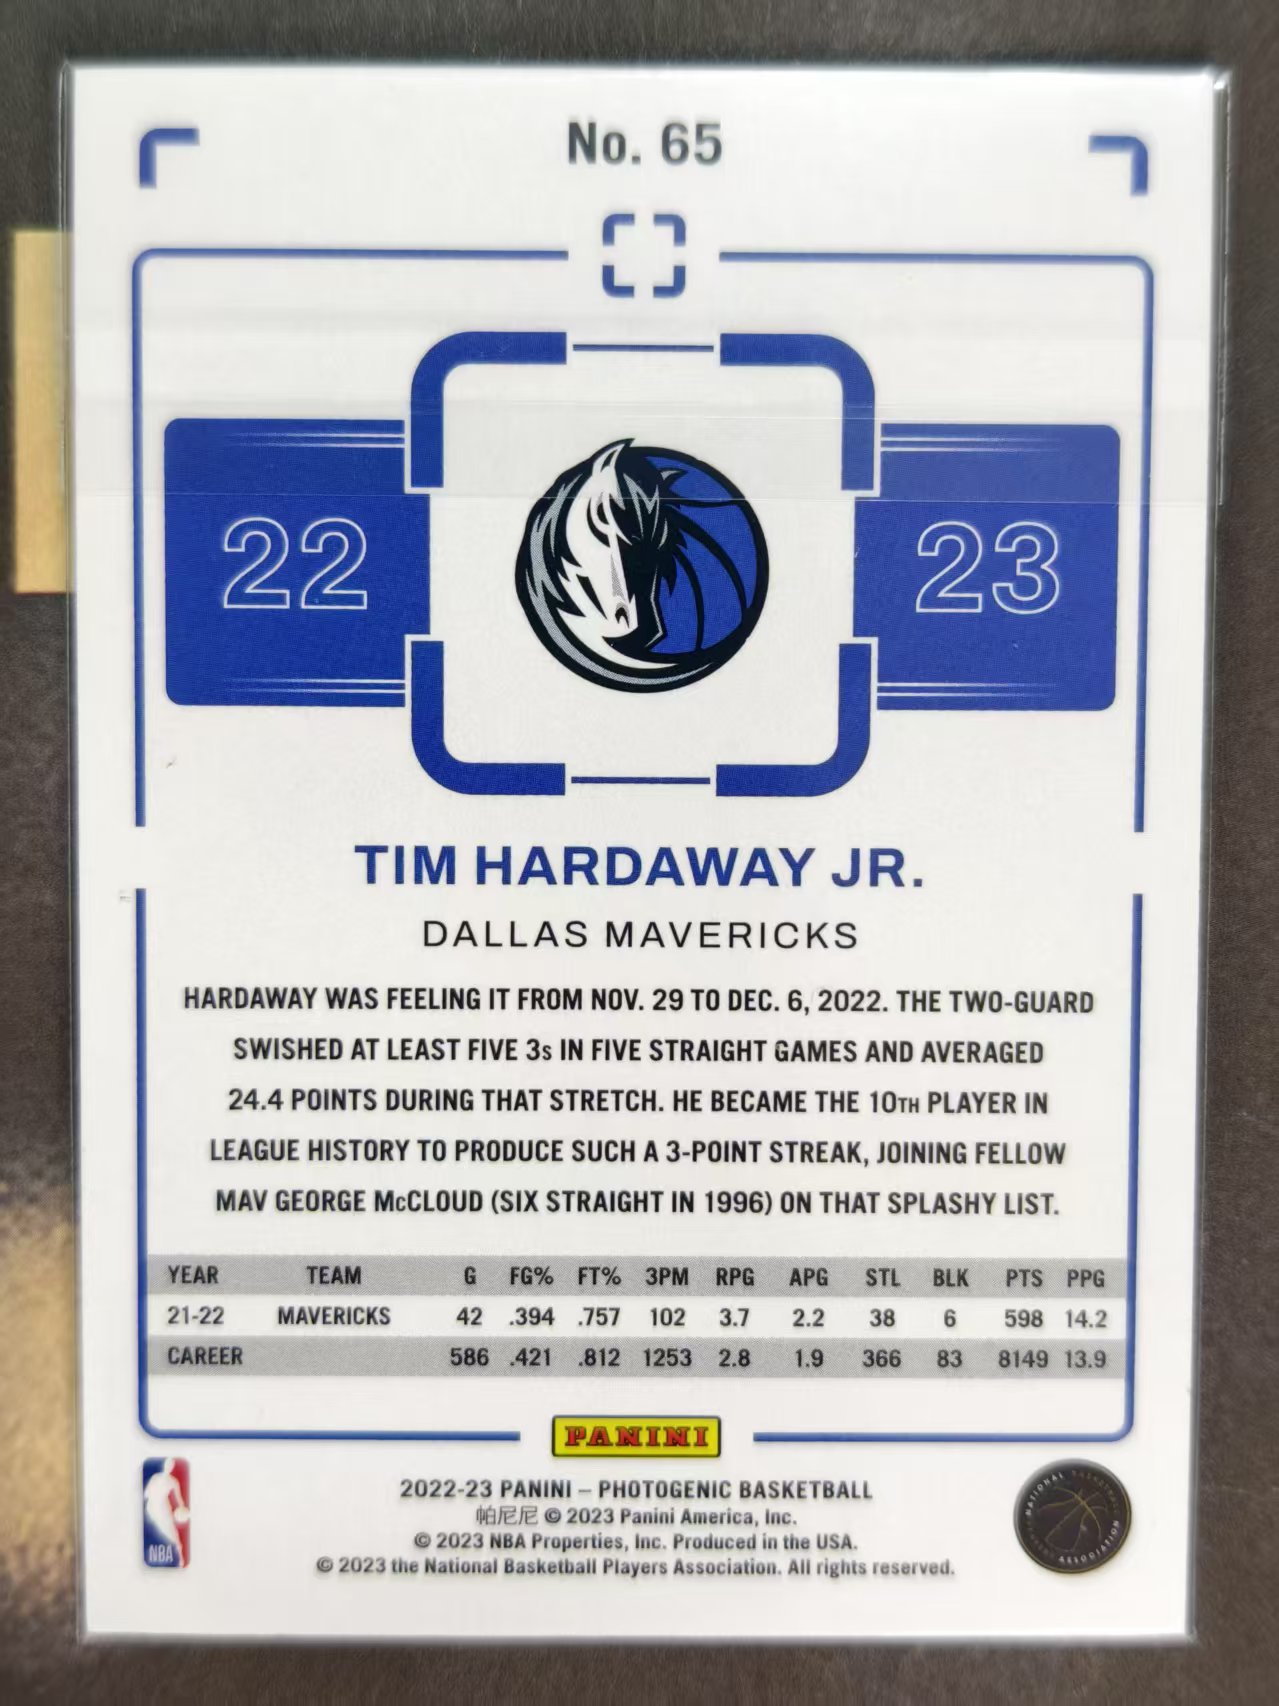 No. 65
22
23
TIM HARDAWAY JR.
DALLAS MAVERICKS
HARDAWAY WAS FEELING IT FROM NOV. 29 TO DEC. 6, 2022. THE TWO-GUARD
SWISHED AT LEAST FIVE 3s IN FIVE STRAIGHT GAMES AND AVERAGED
24.4 POINTS DURING THAT STRETCH. HE BECAME THE 10TH PLAYER IN
LEAGUE HISTORY TO PRODUCE SUCH A 3-POINT STREAK, JOINING FELLOW
MAV GEORGE McCLOUD (SIX STRAIGHT IN 1996) ON THAT SPLASHY LIST.
YEAR TEAM G FG% FT% 3PM RPG APG STL BLK PTS PPG
21-22 MAVERICKS 42 .394 .757 102 3.7 2.2 38 6 598 14.2
CAREER 586 .421 .812 1253 2.8 1.9 366 83 8149 13.9
PANINI
2022-23 PANINI – PHOTOGENIC BASKETBALL
帕尼尼 © 2023 Panini America, Inc.
© 2023 NBA Properties, Inc. Produced in the USA.
© 2023 the National Basketball Players Association. All rights reserved.
NBA
NATIONAL BASKETBALL
ASSOCIATION